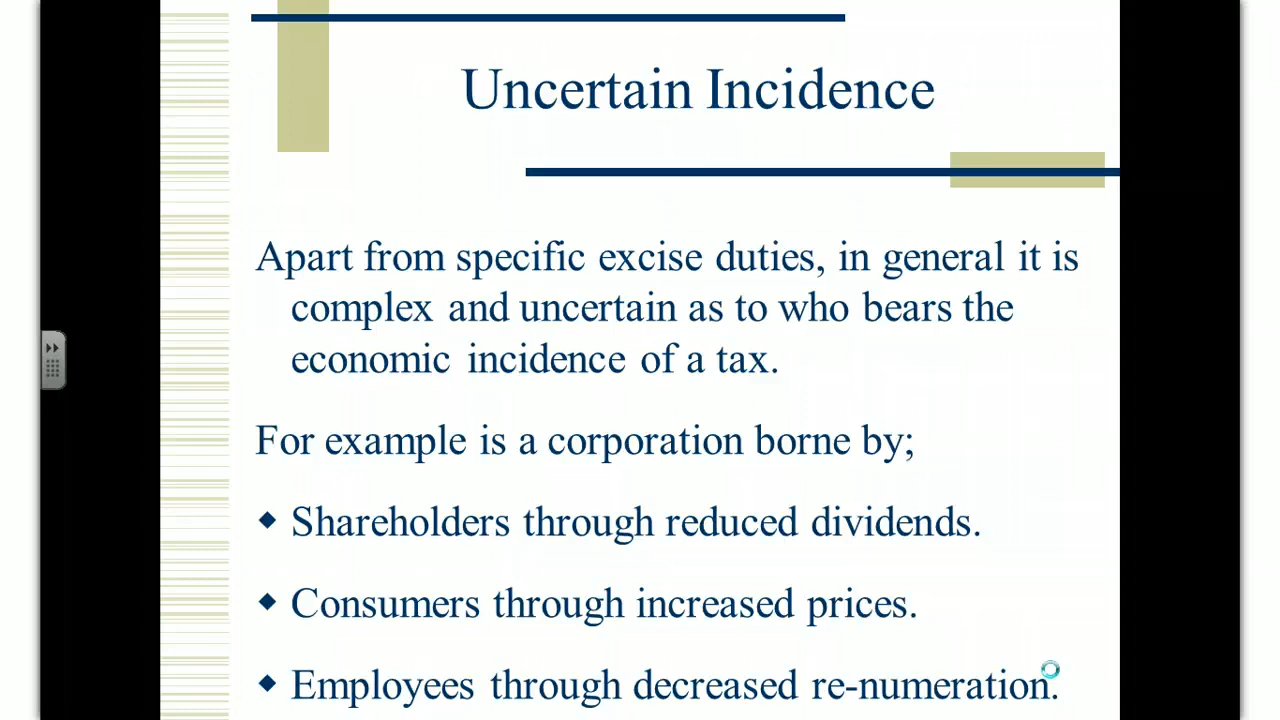 Uncertain Incidence
Apart from specific excise duties, in general it is
complex and uncertain as to who bears the
economic incidence of a tax.
For example is a corporation borne by;
◆ Shareholders through reduced dividends.
◆ Consumers through increased prices.
◆ Employees through decreased re-numeration.